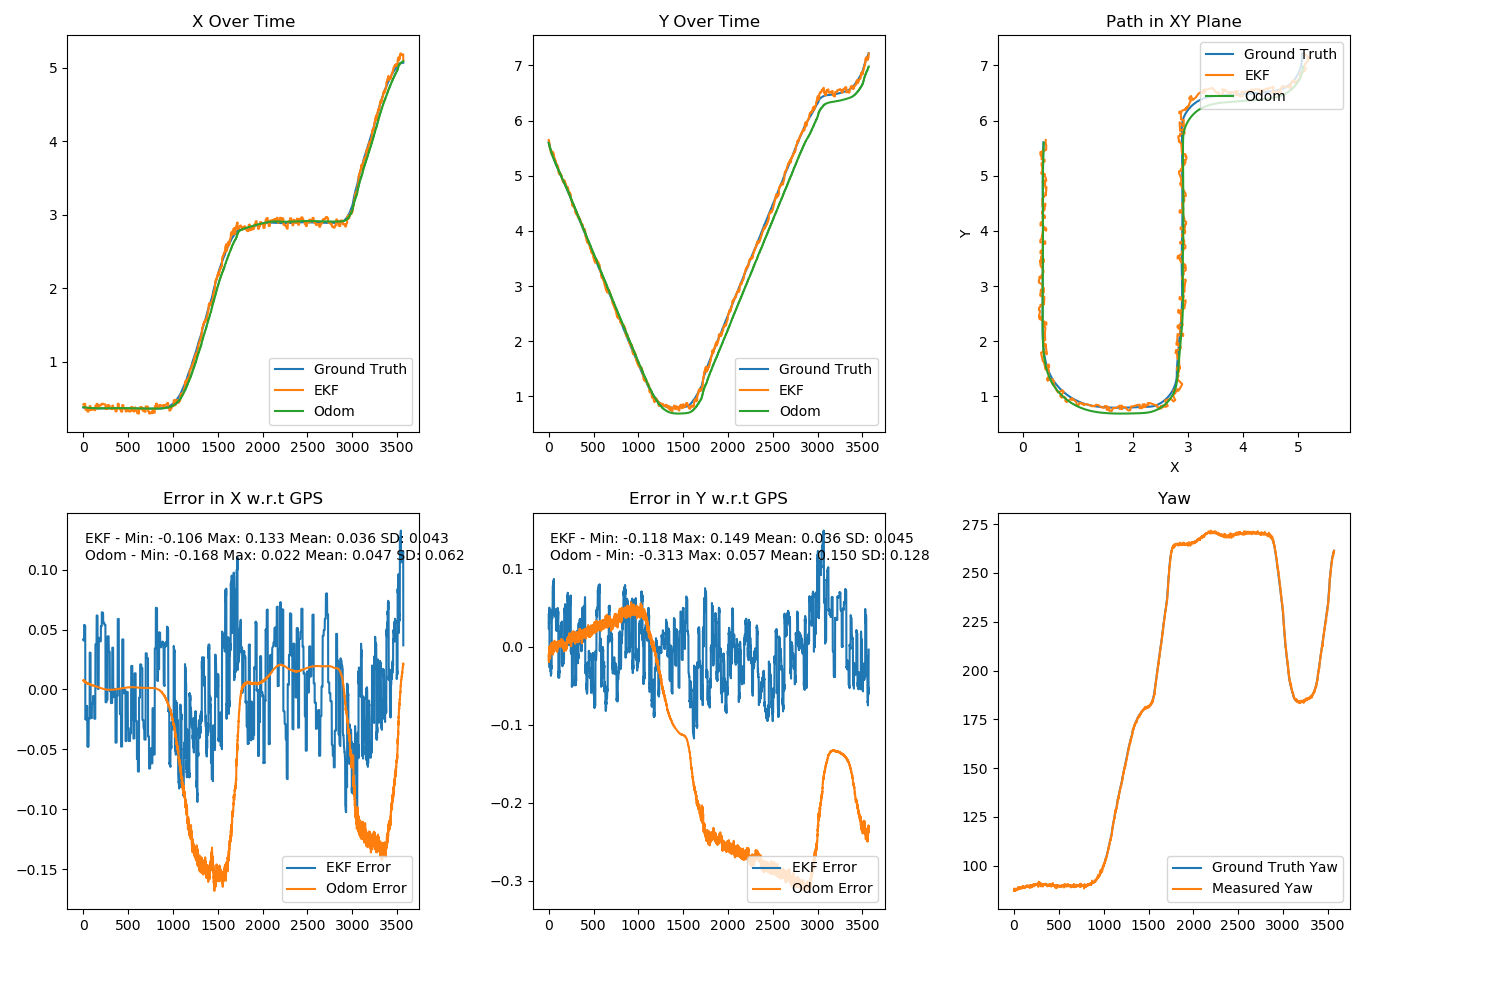 X Over Time
5
4
3
2
1
0 500 1000 1500 2000 2500 3000 3500
Ground Truth
EKF
Odom
Y Over Time
7
6
5
4
3
2
1
0 500 1000 1500 2000 2500 3000 3500
Ground Truth
EKF
Odom
Path in XY Plane
Y
7
6
5
4
3
2
1
0 1 2 3 4 5
X
Ground Truth
EKF
Odom
Error in X w.r.t GPS
EKF - Min: -0.106 Max: 0.133 Mean: 0.036 SD: 0.043
Odom - Min: -0.168 Max: 0.022 Mean: 0.047 SD: 0.062
0.10
0.05
0.00
−0.05
−0.10
−0.15
0 500 1000 1500 2000 2500 3000 3500
EKF Error
Odom Error
Error in Y w.r.t GPS
EKF - Min: -0.118 Max: 0.149 Mean: 0.036 SD: 0.045
Odom - Min: -0.313 Max: 0.057 Mean: 0.150 SD: 0.128
0.1
0.0
−0.1
−0.2
−0.3
0 500 1000 1500 2000 2500 3000 3500
EKF Error
Odom Error
Yaw
275
250
225
200
175
150
125
100
0 500 1000 1500 2000 2500 3000 3500
Ground Truth Yaw
Measured Yaw